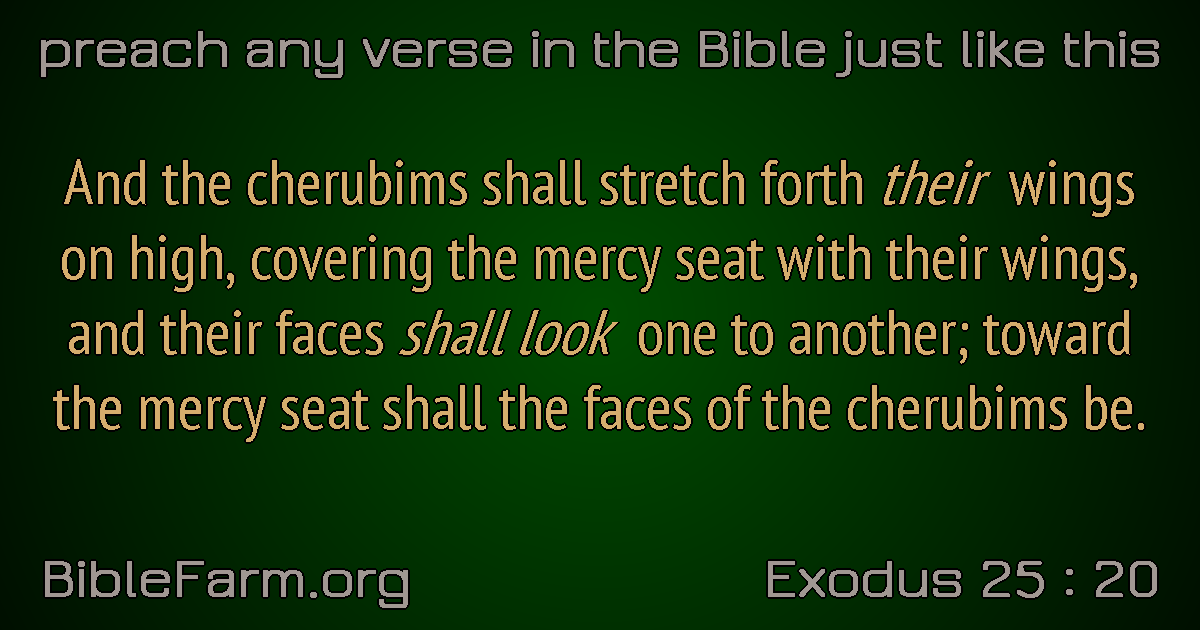 preach any verse in the Bible just like this
And the cherubims shall stretch forth their wings
on high, covering the mercy seat with their wings,
and their faces shall look one to another; toward
the mercy seat shall the faces of the cherubims be.
BibleFarm.org
Exodus 25 : 20